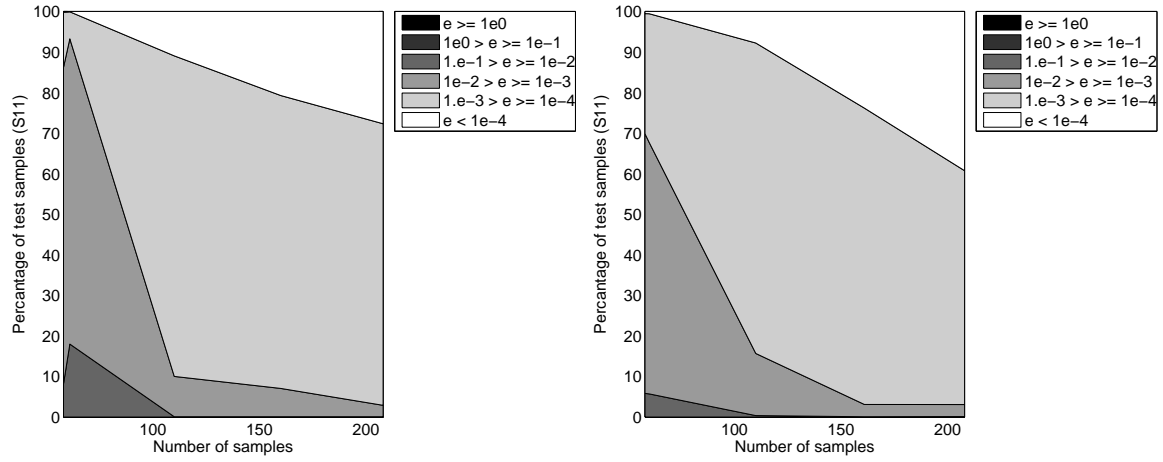 Percantage of test samples (S11)
100
90
80
70
60
50
40
30
20
10
0
100
150
200
Number of samples
e >= 1e0
1e0 > e >= 1e−1
1.e−1 > e >= 1e−2
1e−2 > e >= 1e−3
1.e−3 > e >= 1e−4
e < 1e−4
Percantage of test samples (S11)
100
90
80
70
60
50
40
30
20
10
0
100
150
200
Number of samples
e >= 1e0
1e0 > e >= 1e−1
1.e−1 > e >= 1e−2
1e−2 > e >= 1e−3
1.e−3 > e >= 1e−4
e < 1e−4